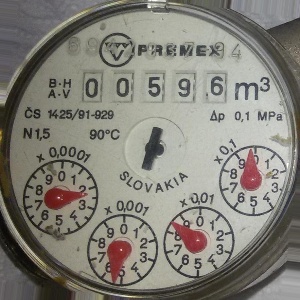 PREMEX
B-H
A-V
00596 m³
ČS 1425/91-929 Δp 0,1 MPa
N 1,5 90°C
SLOVAKIA
x 0,0001
x 0,001
x 0,01
x 0,1